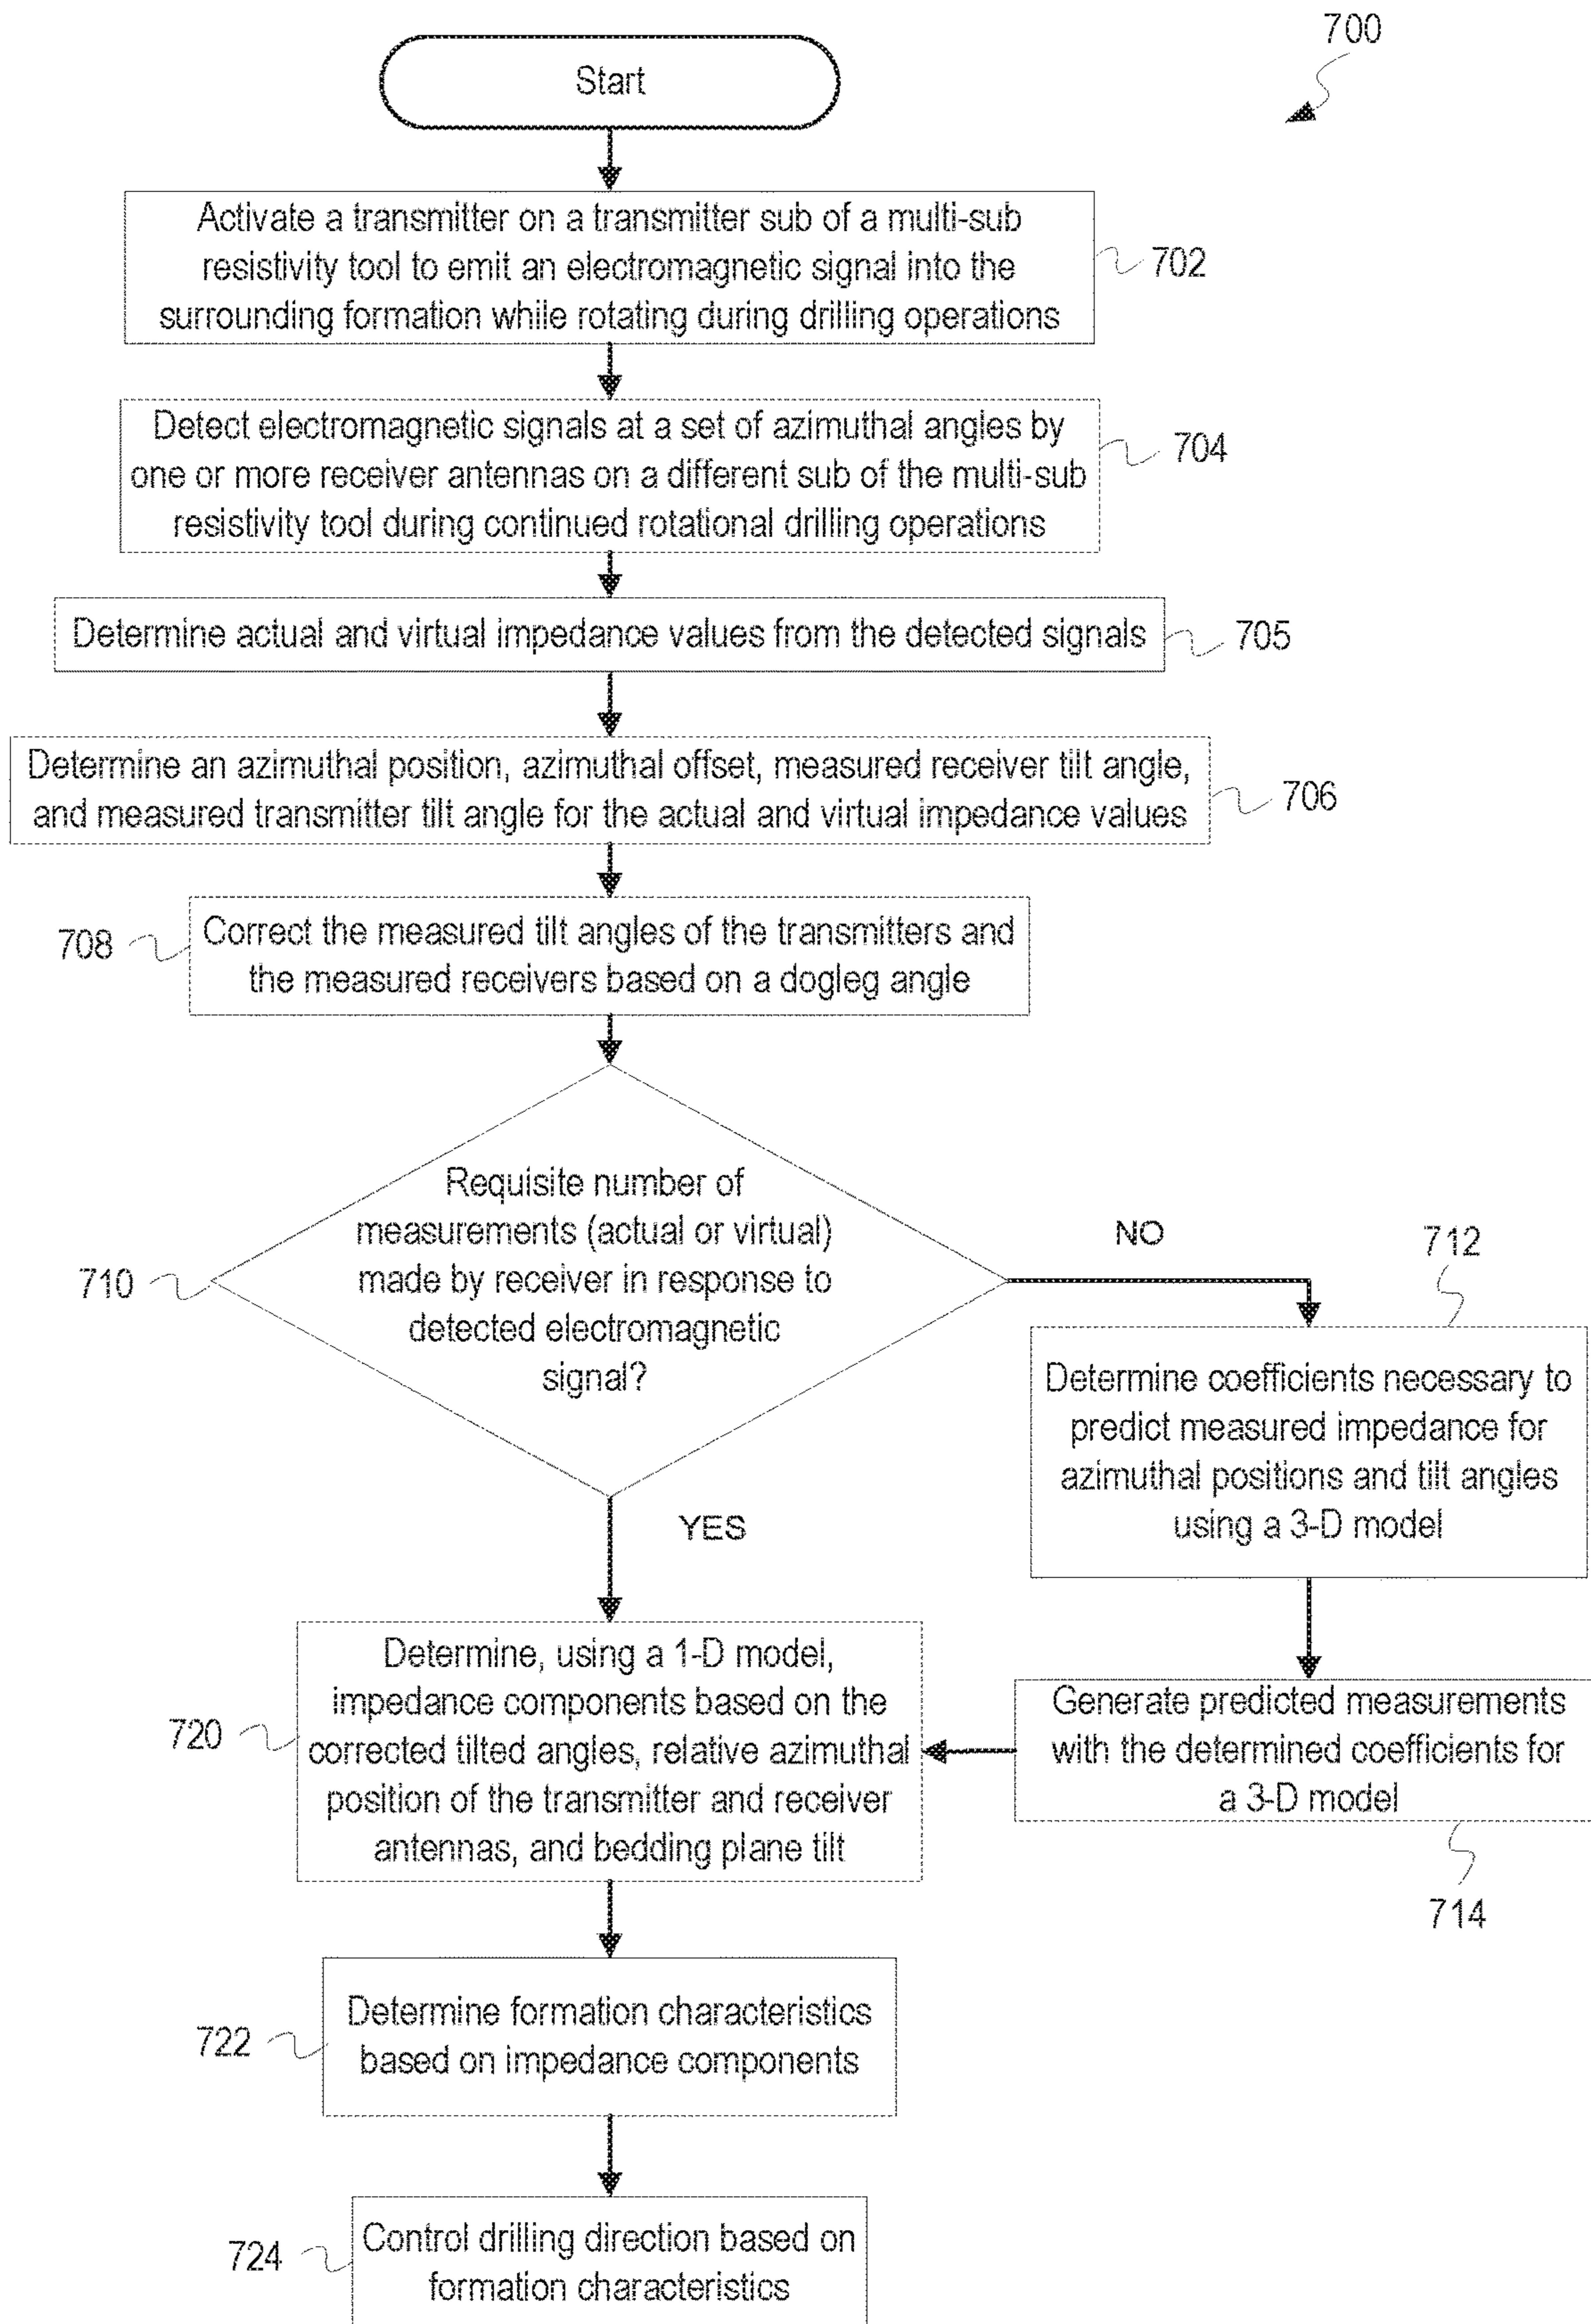 700
Start
Activate a transmitter on a transmitter sub of a multi-sub
resistivity tool to emit an electromagnetic signal into the
surrounding formation while rotating during drilling operations
702
Detect electromagnetic signals at a set of azimuthal angles by
one or more receiver antennas on a different sub of the multi-sub
resistivity tool during continued rotational drilling operations
704
Determine actual and virtual impedance values from the detected signals
705
Determine an azimuthal position, azimuthal offset, measured receiver tilt angle,
and measured transmitter tilt angle for the actual and virtual impedance values
706
708
Correct the measured tilt angles of the transmitters and
the measured receivers based on a dogleg angle
710
Requisite number of
measurements (actual or virtual)
made by receiver in response to
detected electromagnetic
signal?
NO
YES
712
Determine coefficients necessary to
predict measured impedance for
azimuthal positions and tilt angles
using a 3-D model
Generate predicted measurements
with the determined coefficients for
a 3-D model
714
720
Determine, using a 1-D model,
impedance components based on the
corrected tilted angles, relative azimuthal
position of the transmitter and receiver
antennas, and bedding plane tilt
722
Determine formation characteristics
based on impedance components
724
Control drilling direction based on
formation characteristics